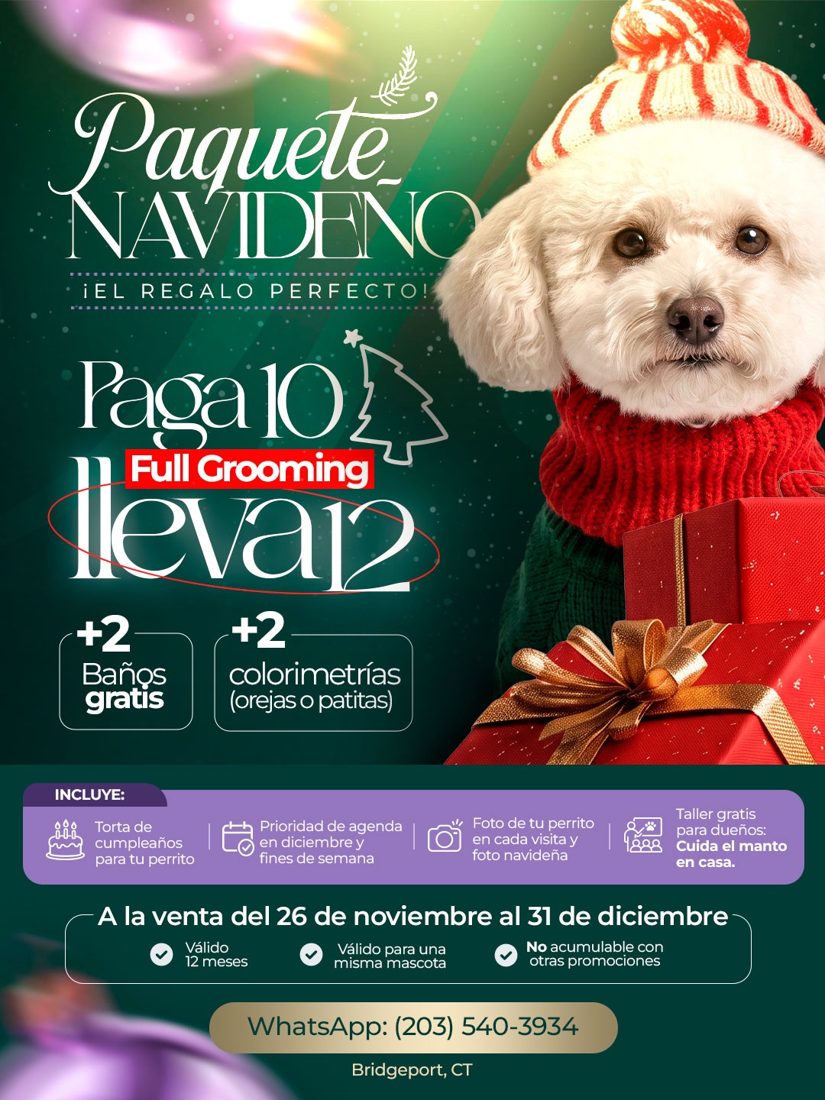 Paquete
NAVIDEÑO
¡EL REGALO PERFECTO!
Paga 10
Full Grooming
lleva 12
+2
Baños
gratis
+2
colorimetrías
(orejas o patitas)
INCLUYE:
Torta de
cumpleaños
para tu perrito
Prioridad de agenda
en diciembre y
fines de semana
Foto de tu perrito
en cada visita y
foto navideña
Taller gratis
para dueños:
Cuida el manto
en casa.
A la venta del 26 de noviembre al 31 de diciembre
Válido
12 meses
Válido para una
misma mascota
No acumulable con
otras promociones
WhatsApp: (203) 540-3934
Bridgeport, CT